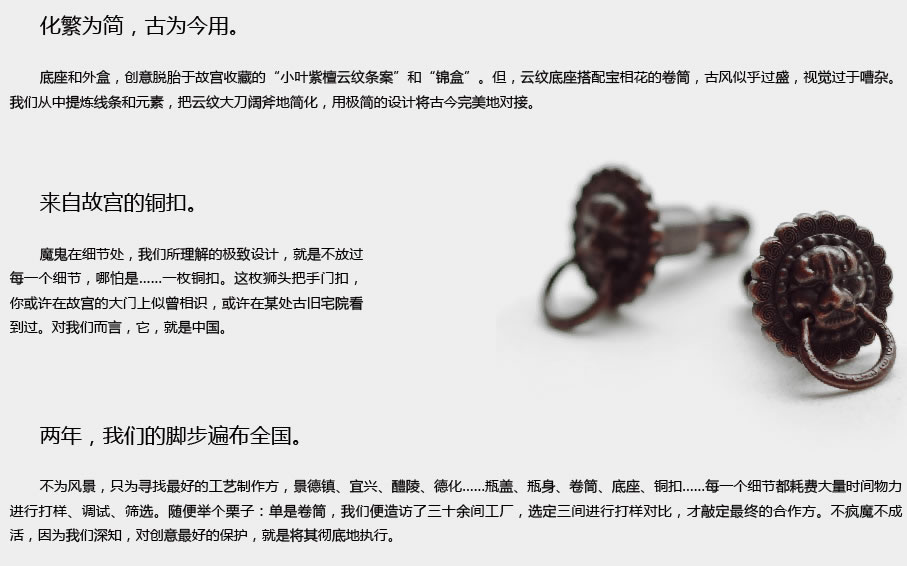 化繁为简，古为今用。
底座和外盒，创意脱胎于故宫收藏的“小叶紫檀云纹条案”和“锦盒”。但，云纹底座搭配宝相花的卷筒，古风似乎过盛，视觉过于嘈杂。
我们从中提炼线条和元素，把云纹大刀阔斧地简化，用极简的设计将古今完美地对接。
来自故宫的铜扣。
魔鬼在细节处，我们所理解的极致设计，就是不放过
每一个细节，哪怕是......一枚铜扣。这枚狮头把手门扣，
你或许在故宫的大门上似曾相识，或许在某处古旧宅院看
到过。对我们而言，它，就是中国。
两年，我们的脚步遍布全国。
不为风景，只为寻找最好的工艺制作方，景德镇、宜兴、醴陵、德化......瓶盖、瓶身、卷筒、底座、铜扣......每一个细节都耗费大量时间物力
进行打样、调试、筛选。随便举个栗子：单是卷筒，我们便造访了三十余间工厂，选定三间进行打样对比，才敲定最终的合作方。不疯魔不成
活，因为我们深知，对创意最好的保护，就是将其彻底地执行。